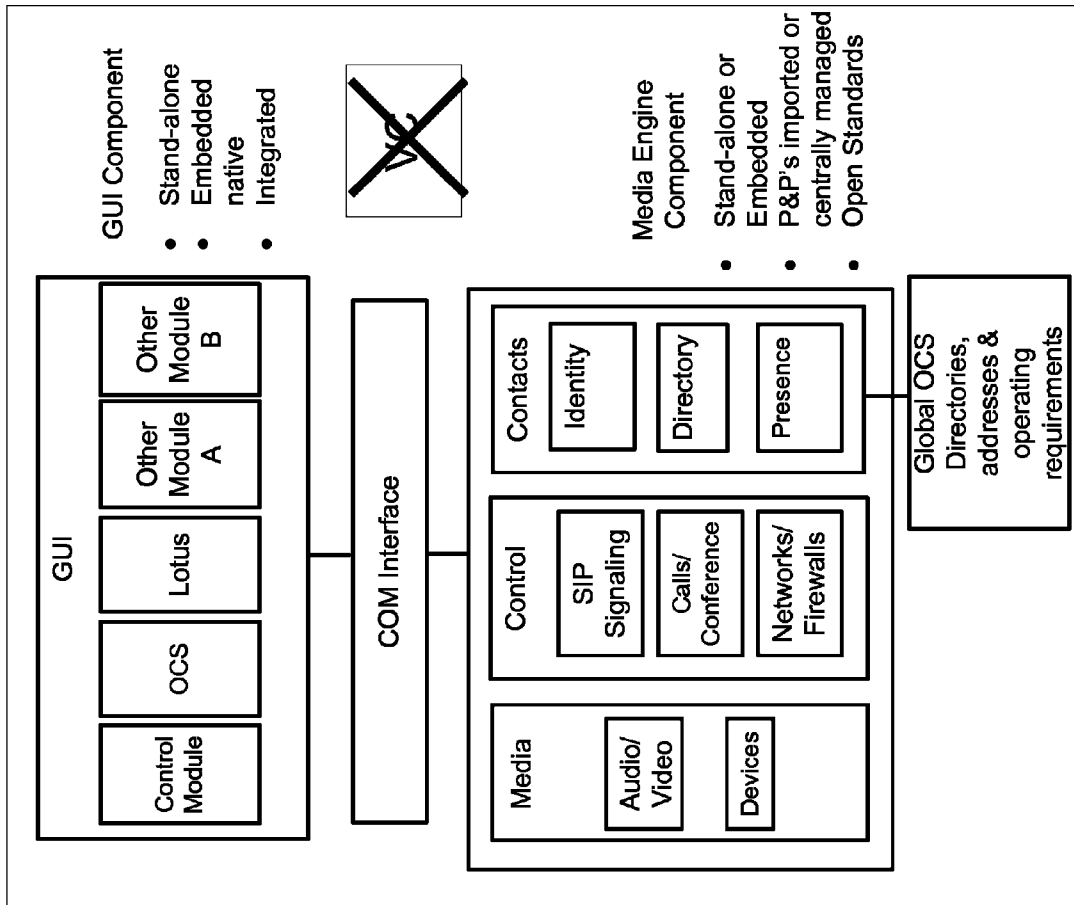 GUI
Control
Module
OCS
Lotus
Other
Module
A
Other
Module
B
GUI Component
• Stand-alone
• Embedded
native
• Integrated
COM Interface
VC
Media
Audio/
Video
Devices
Control
SIP
Signaling
Calls/
Conference
Networks/
Firewalls
Contacts
Identity
Directory
Presence
Media Engine
Component
• Stand-alone or
Embedded
• P&P's imported or
centrally managed
• Open Standards
Global OCS
Directories,
addresses &
operating
requirements